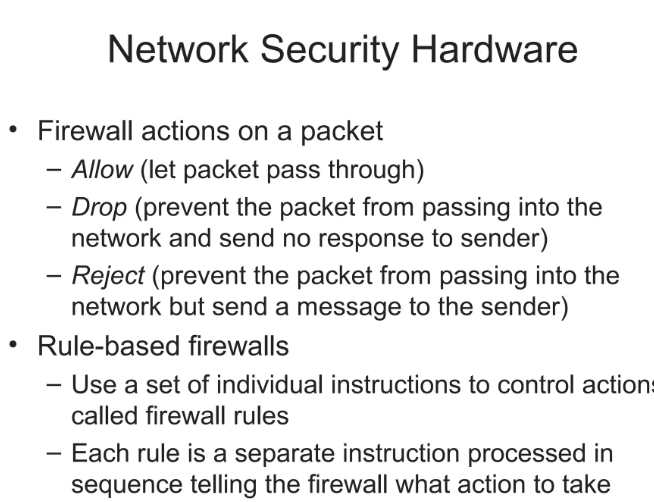 Network Security Hardware
• Firewall actions on a packet
– Allow (let packet pass through)
– Drop (prevent the packet from passing into the
network and send no response to sender)
– Reject (prevent the packet from passing into the
network but send a message to the sender)
• Rule-based firewalls
– Use a set of individual instructions to control actions
called firewall rules
– Each rule is a separate instruction processed in
sequence telling the firewall what action to take